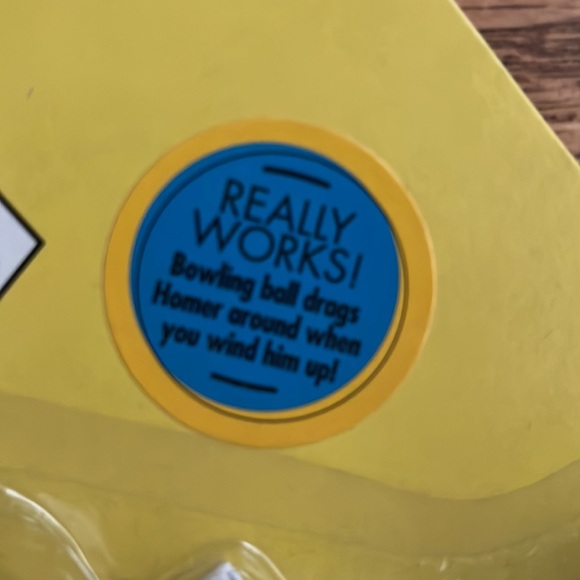 REALLY
WORKS!
Bowling ball drags
Homer around when
you wind him up!